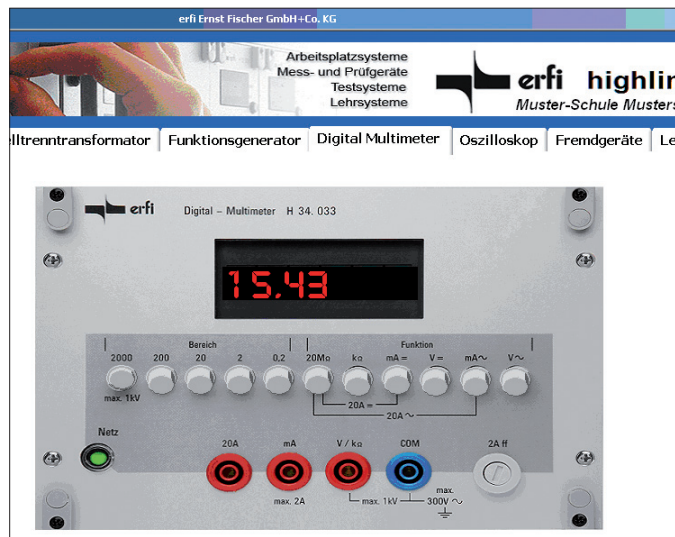 erfi Ernst Fischer GmbH+Co. KG
Arbeitsplatzsysteme
Mess- und Prüfgeräte
Testsysteme
Lehrsysteme
erfi highlin
Muster-Schule Musters
lltrenntransformator Funktionsgenerator Digital Multimeter Oszilloskop Fremdgeräte Le
erfi Digital - Multimeter H 34. 033
15.43
Bereich Funktion
2000 200 20 2 0,2 20MΩ kΩ mA= V= mA~ V~
max. 1kV
20A =
20A ~
Netz
20A mA V / kΩ COM 2A ff
max. 2A max. 1kV max. 300V ~